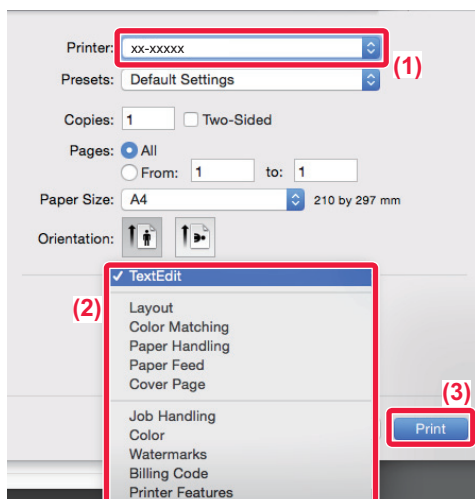 Printer: xx-xxxxx
(1)
Presets: Default Settings
Copies: 1 Two-Sided
Pages: All
From: 1 to: 1
Paper Size: A4 210 by 297 mm
Orientation:
✓ TextEdit
(2)
Layout
Color Matching
Paper Handling
Paper Feed
Cover Page
(3)
Job Handling
Print
Color
Watermarks
Billing Code
Printer Features